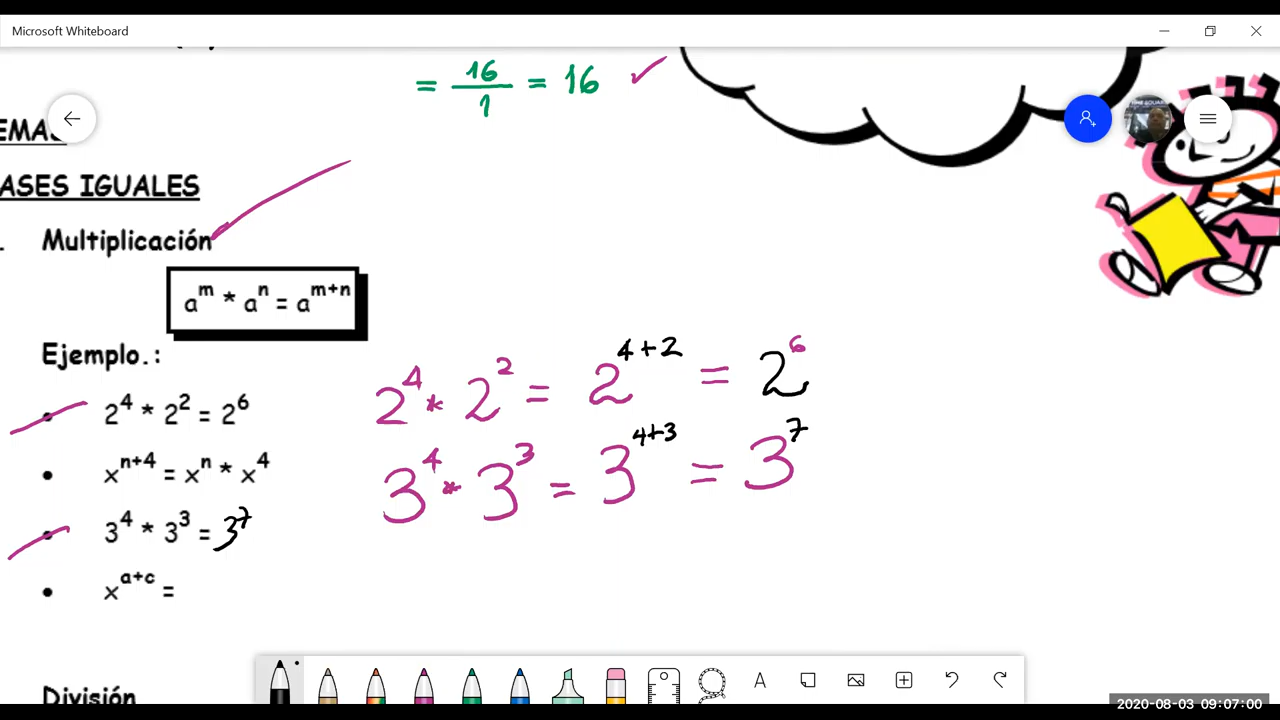 Microsoft Whiteboard
= 16/1 = 16 ✓
EMAS
ASES IGUALES
Multiplicación
a^m * a^n = a^{m+n}
Ejemplo.:
• 2^4 * 2^2 = 2^6
2^4 * 2^2 = 2^{4+2} = 2^6
• x^{n+4} = x^n * x^4
• 3^4 * 3^3 = 3^7
3^4 * 3^3 = 3^{4+3} = 3^7
• x^{a+c} =
División
2020-08-03 09:07:00